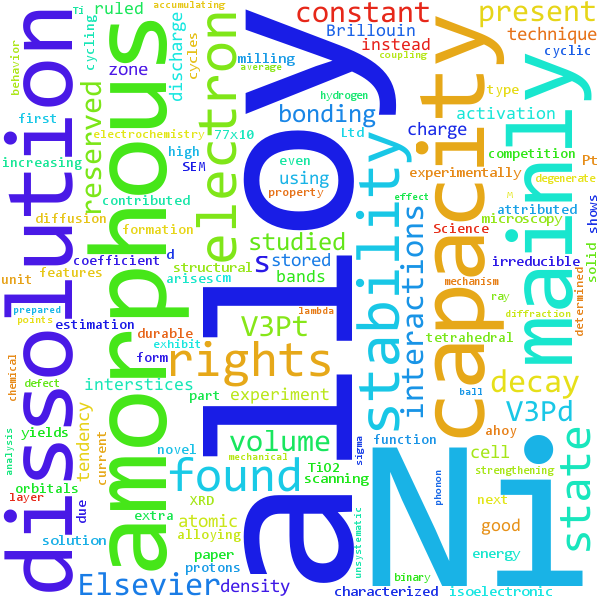 behavior
Ti
accumulating
ruled
cycling
cycles
zone
discharge
reserved
first
increasing
dissolution
amorphous
electrochemistry
77x10
SEM
high
milling
electron
contributed
diffusion
formation
coefficient
d
unit
features
arises
cm
structural
prepared
points
durable
estimation
form
exhibit
chemical
defect
interstices
tendency
current
yields
orbitals
analysis
layer
due
extra
solution
XRD
atomic
alloying
paper
protons
Elsevier
density
novel
part
experiment
rights
found
volume
mechanical
TiO2
scanning
V3Pt
bands
stored
studied
s
using
property
lambda
alloy
bonding
hydrogen
average
even
Ltd
Brillouin
constant
instead
coupling
charge
stability
interactions
effect
capacity
present
technique
type
cyclic
activation
competition
Pt
degenerate
experimentally
M
attributed
microscopy
Science
irreducible
solid
shows
mechanism
ray
diffraction
tetrahedral
determined
mainly
decay
ball
V3Pd
ahoy
function
cell
strengthening
next
good
energy
state
sigma
phonon
unsystematic
binary
characterized
isoelectronic
Ni